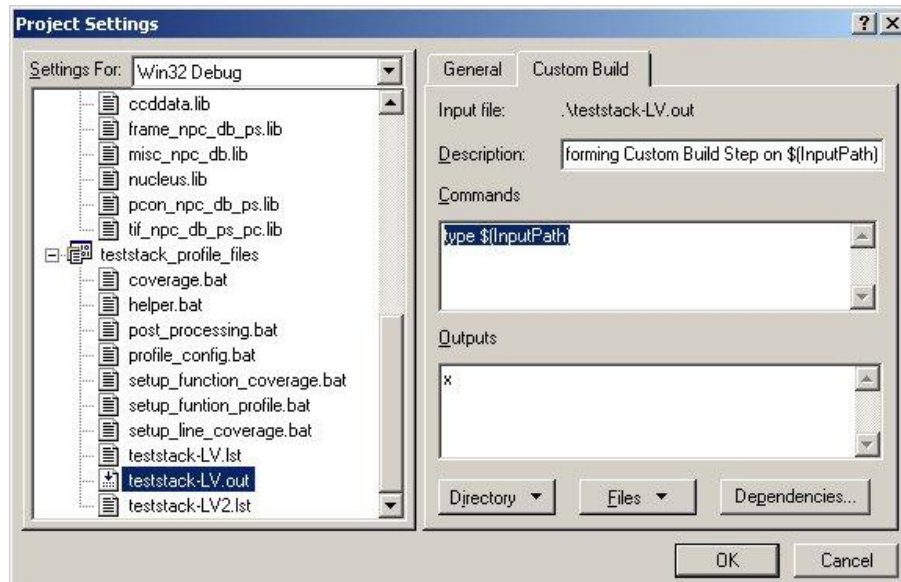 Project Settings
Settings For: Win32 Debug
ccddata.lib
frame_npc_db_ps.lib
misc_npc_db.lib
nucleus.lib
pcon_npc_db_ps.lib
tif_npc_db_ps_pc.lib
teststack_profile_files
coverage.bat
helper.bat
post_processing.bat
profile_config.bat
setup_function_coverage.bat
setup_funtion_profile.bat
setup_line_coverage.bat
teststack-LV.lst
teststack-LV.out
teststack-LV2.lst
General Custom Build
Input file: .\teststack-LV.out
Description: forming Custom Build Step on $(InputPath)
Commands
type $(InputPath)
Outputs
x
Directory Files Dependencies...
OK Cancel